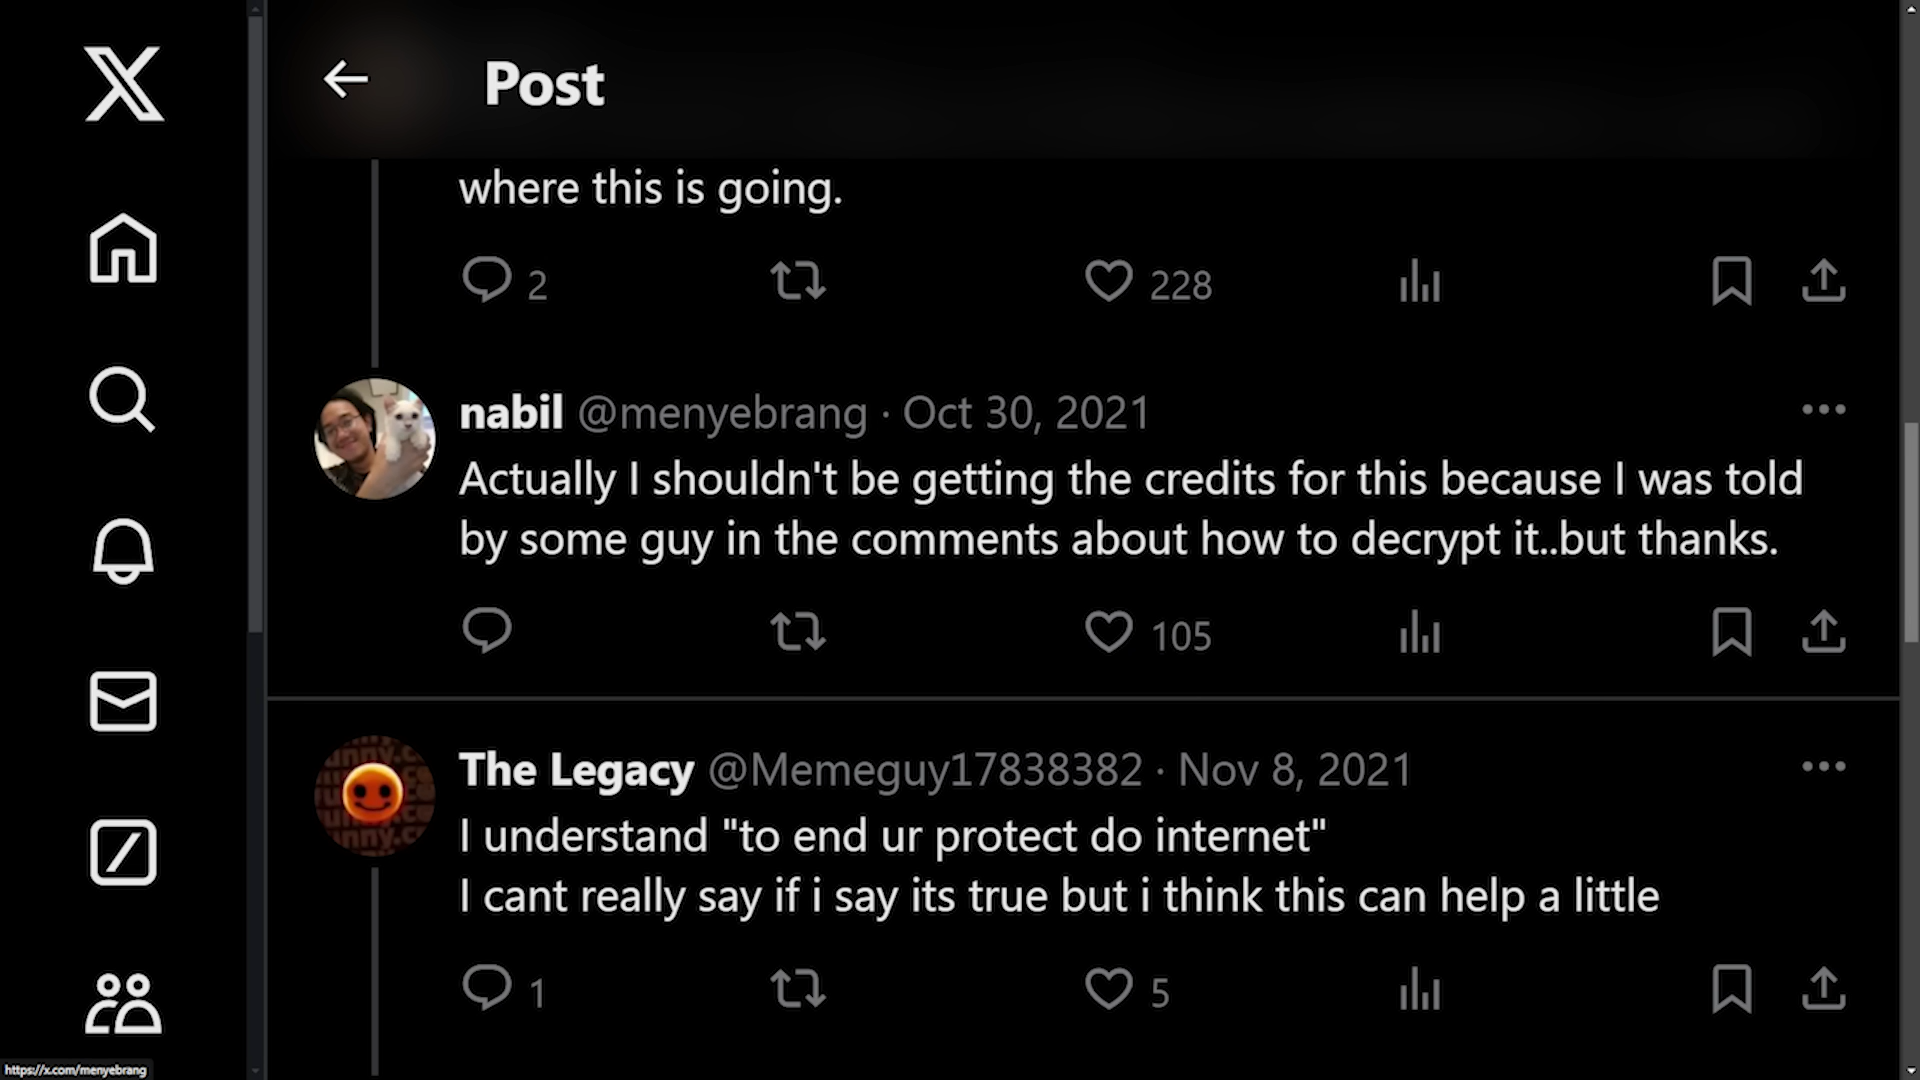 Post
where this is going.
2
228
nabil @menyebrang · Oct 30, 2021
Actually I shouldn't be getting the credits for this because I was told
by some guy in the comments about how to decrypt it..but thanks.
105
The Legacy @Memeguy17838382 · Nov 8, 2021
I understand "to end ur protect do internet"
I cant really say if i say its true but i think this can help a little
1
5
https://x.com/menyebrang